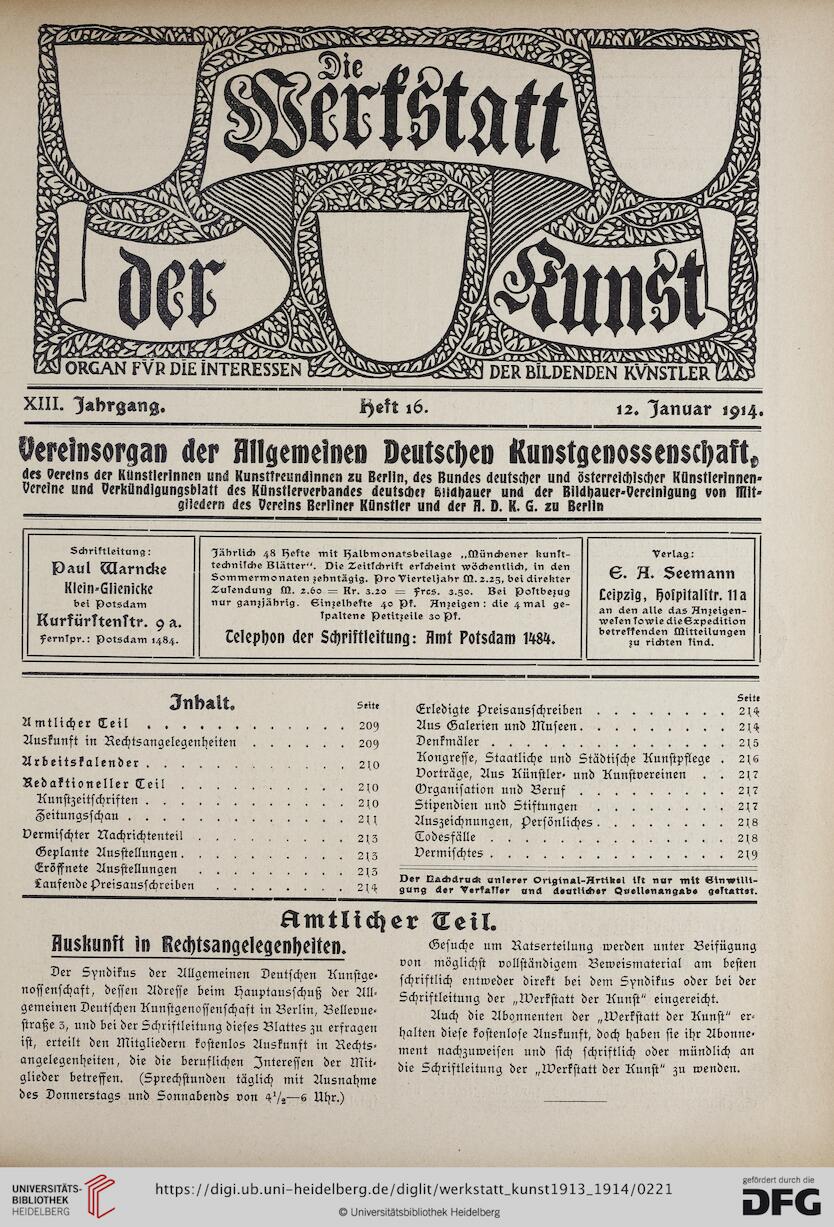 Die
Werkstatt
der Kunst
ORGAN FVR DIE INTERESSEN DER BILDENDEN KVNSTLER
XIII. Jahrgang. Heft 16. 12. Januar 1914.
Vereinsorgan der Allgemeinen Deutschen Kunstgenossenschaft,
des Vereins der Künstlerinnen und Kunstfreundinnen zu Berlin, des Bundes deutscher und österreichischer Künstlerinnen-
Vereine und Verkündigungsblatt des Künstlerverbandes deutscher Bildhauer und der Bildhauer-Vereinigung von Mit-
gliedern des Vereins Berliner Künstler und der A. D. K. G. zu Berlin
Schriftleitung:
Paul Warncke
Klein-Glienicke
bei Potsdam
Kurfürstenstr. 9 a.
Fernspr.: Potsdam 1484.
Jährlich 48 Hefte mit Halbmonatsbeilage „Münchener kunst-
technische Blätter“. Die Zeitschrift erscheint wöchentlich, in den
Sommermonaten zehntägig. Pro Vierteljahr M. 2.25, bei direkter
Zusendung M. 2.60 = Kr. 3.20 = Frcs. 3.50. Bei Postbezug
nur ganzjährig. Einzelhefte 40 Pf. Anzeigen: die 4 mal ge-
spaltene Petitzeile 30 Pf.
Telephon der Schriftleitung: Amt Potsdam 1484.
Verlag:
E. A. Seemann
Leipzig, Hospitalstr. 11a
an den alle das Anzeigen-
wesen sowie die Expedition
betreffenden Mitteilungen
zu richten sind.
Inhalt. Seite
Amtlicher Teil . . . . . . . . . . . . 209
Auskunft in Rechtsangelegenheiten . . . . . . 209
Arbeitskalender . . . . . . . . . . . . 210
Redaktioneller Teil . . . . . . . . . . 210
Kunstzeitschriften . . . . . . . . . . . 210
Zeitungsschau . . . . . . . . . . . . 211
Vermischter Nachrichtenteil . . . . . . . . . 213
Geplante Ausstellungen . . . . . . . . . 213
Eröffnete Ausstellungen . . . . . . . . . 213
Laufende Preisausschreiben . . . . . . . . 214
Seite
Erledigte Preisausschreiben . . . . . . . . 214
Aus Galerien und Museen . . . . . . . . . 214
Denkmäler . . . . . . . . . . . . . 215
Kongresse, Staatliche und Städtische Kunstpflege . 216
Vorträge, Aus Künstler- und Kunstvereinen . . 217
Organisation und Beruf . . . . . . . . . 217
Stipendien und Stiftungen . . . . . . . . 217
Auszeichnungen, Persönliches . . . . . . . . 218
Todesfälle . . . . . . . . . . . . . 218
Vermischtes . . . . . . . . . . . . . 219
Der Nachdruck unserer Original-Artikel ist nur mit Einwilli-
gung der Verfasser und deutlicher Quellenangabe gestattet.
Amtlicher Teil.
Auskunft in Rechtsangelegenheiten.
Der Syndikus der Allgemeinen Deutschen Kunstge-
nossenschaft, dessen Adresse beim Hauptausschuß der All-
gemeinen Deutschen Kunstgenossenschaft in Berlin, Bellevue-
straße 3, und bei der Schriftleitung dieses Blattes zu erfragen
ist, erteilt den Mitgliedern kostenlos Auskunft in Rechts-
angelegenheiten, die die beruflichen Interessen der Mit-
glieder betreffen. (Sprechstunden täglich mit Ausnahme
des Donnerstags und Sonnabends von 4¹/₂—6 Uhr.)
Gesuche um Ratserteilung werden unter Beifügung
von möglichst vollständigem Beweismaterial am besten
schriftlich entweder direkt bei dem Syndikus oder bei der
Schriftleitung der „Werkstatt der Kunst“ eingereicht.
Auch die Abonnenten der „Werkstatt der Kunst“ er-
halten diese kostenlose Auskunft, doch haben sie ihr Abonne-
ment nachzuweisen und sich schriftlich oder mündlich an
die Schriftleitung der „Werkstatt der Kunst“ zu wenden.
UNIVERSITÄTS-
BIBLIOTHEK
HEIDELBERG
https://digi.ub.uni-heidelberg.de/diglit/werkstatt_kunst1913_1914/0221
© Universitätsbibliothek Heidelberg
gefördert durch die
DFG